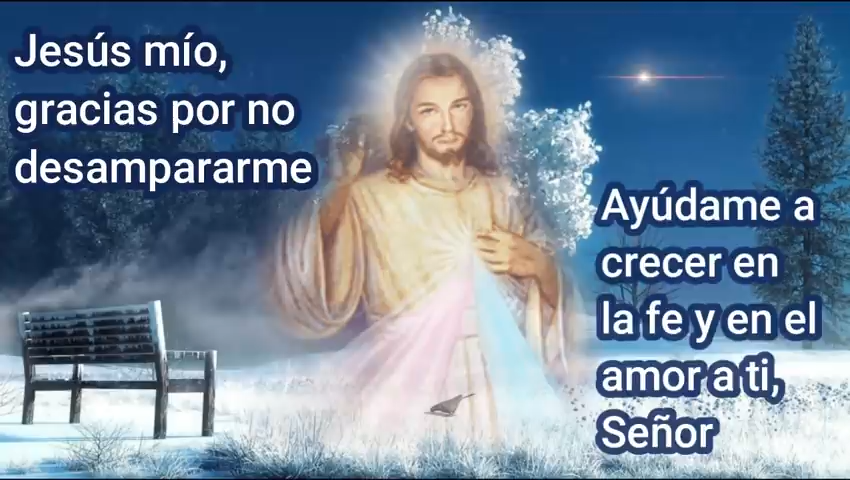 Jesús mío,
gracias por no
desampararme
Ayúdame a
crecer en
la fe y en el
amor a ti,
Señor